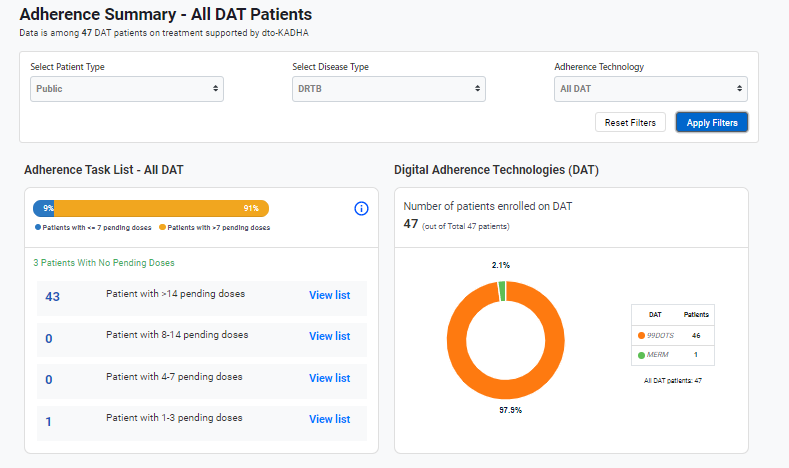 Adherence Summary - All DAT Patients
Data is among 47 DAT patients on treatment supported by dto-KADHA
Select Patient Type
Public
Select Disease Type
DRTB
Adherence Technology
All DAT
Reset Filters
Apply Filters
Adherence Task List - All DAT
9%
91%
Patients with <= 7 pending doses
Patients with >7 pending doses
3 Patients With No Pending Doses
43 Patient with >14 pending doses View list
0 Patient with 8-14 pending doses View list
0 Patient with 4-7 pending doses View list
1 Patient with 1-3 pending doses View list
Digital Adherence Technologies (DAT)
Number of patients enrolled on DAT
47 (out of Total 47 patients)
2.1%
97.9%
DAT Patients
99DOTS 46
MERM 1
All DAT patients: 47